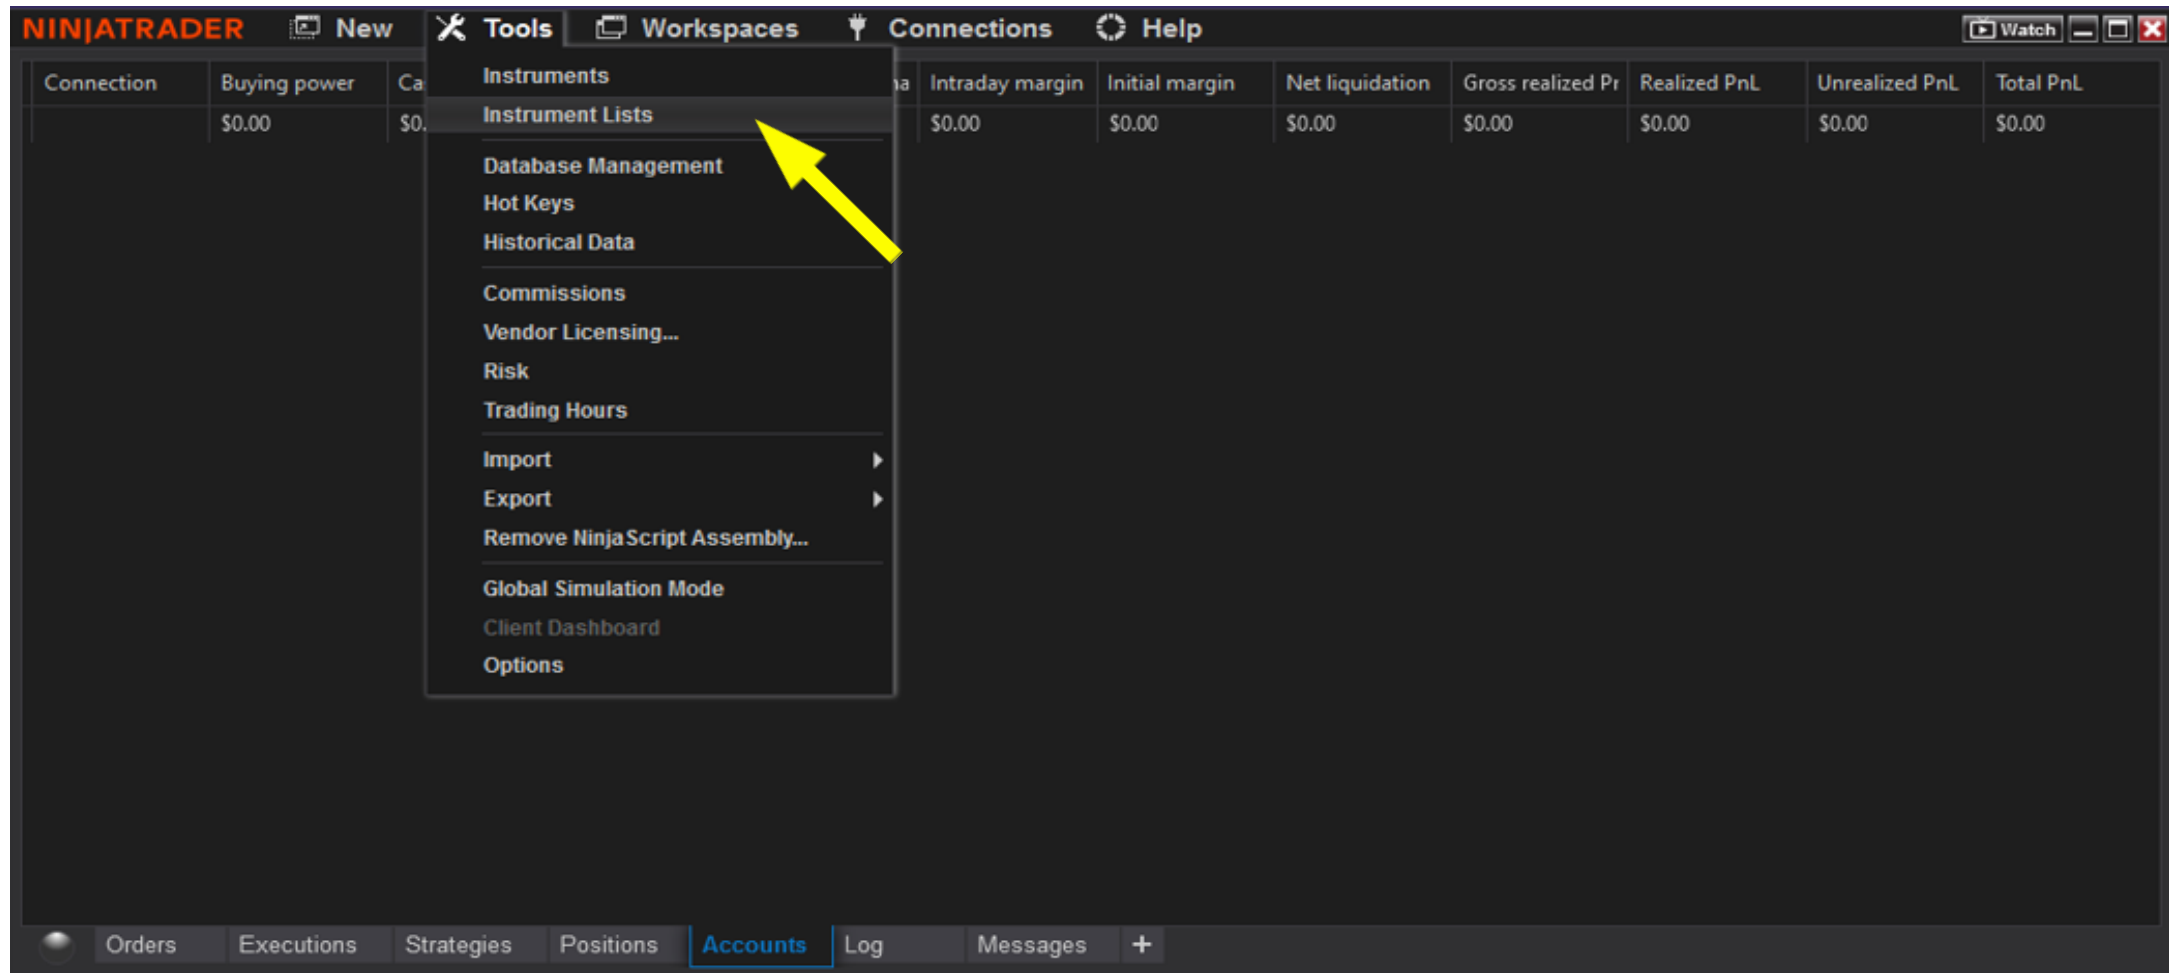 NINJATRADER New Tools Workspaces Connections Help Watch
Connection Buying power Ca na Intraday margin Initial margin Net liquidation Gross realized Pr Realized PnL Unrealized PnL Total PnL
$0.00 $0. $0.00 $0.00 $0.00 $0.00 $0.00 $0.00 $0.00
Instruments
Instrument Lists
Database Management
Hot Keys
Historical Data
Commissions
Vendor Licensing...
Risk
Trading Hours
Import
Export
Remove NinjaScript Assembly...
Global Simulation Mode
Client Dashboard
Options
Orders Executions Strategies Positions Accounts Log Messages +